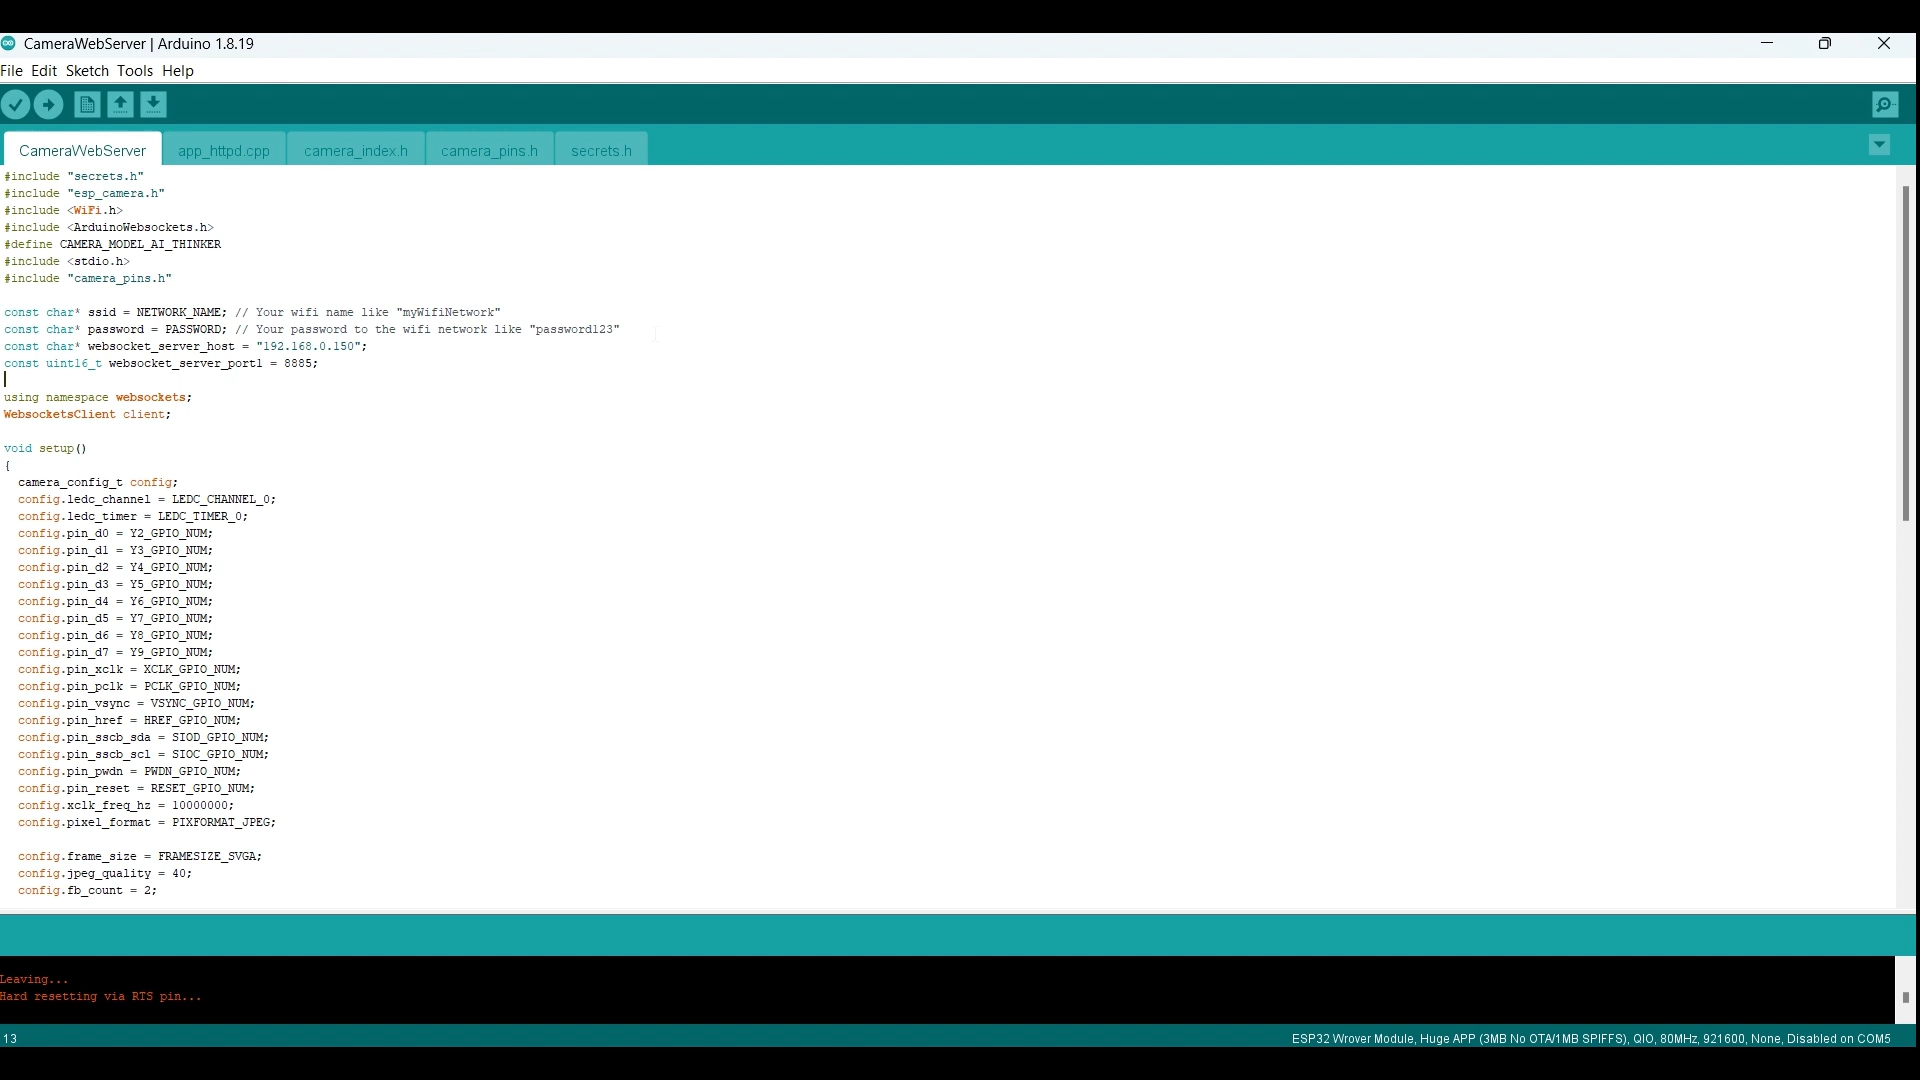 CameraWebServer | Arduino 1.8.19
File Edit Sketch Tools Help
CameraWebServer app_httpd.cpp camera_index.h camera_pins.h secrets.h
#include "secrets.h"
#include "esp_camera.h"
#include <WiFi.h>
#include <ArduinoWebsockets.h>
#define CAMERA_MODEL_AI_THINKER
#include <stdio.h>
#include "camera_pins.h"
const char* ssid = NETWORK_NAME; // Your wifi name like "myWifiNetwork"
const char* password = PASSWORD; // Your password to the wifi network like "password123"
const char* websocket_server_host = "192.168.0.150";
const uint16_t websocket_server_port1 = 8885;
using namespace websockets;
WebsocketsClient client;
void setup()
{
camera_config_t config;
config.ledc_channel = LEDC_CHANNEL_0;
config.ledc_timer = LEDC_TIMER_0;
config.pin_d0 = Y2_GPIO_NUM;
config.pin_d1 = Y3_GPIO_NUM;
config.pin_d2 = Y4_GPIO_NUM;
config.pin_d3 = Y5_GPIO_NUM;
config.pin_d4 = Y6_GPIO_NUM;
config.pin_d5 = Y7_GPIO_NUM;
config.pin_d6 = Y8_GPIO_NUM;
config.pin_d7 = Y9_GPIO_NUM;
config.pin_xclk = XCLK_GPIO_NUM;
config.pin_pclk = PCLK_GPIO_NUM;
config.pin_vsync = VSYNC_GPIO_NUM;
config.pin_href = HREF_GPIO_NUM;
config.pin_sscb_sda = SIOD_GPIO_NUM;
config.pin_sscb_scl = SIOC_GPIO_NUM;
config.pin_pwdn = PWDN_GPIO_NUM;
config.pin_reset = RESET_GPIO_NUM;
config.xclk_freq_hz = 10000000;
config.pixel_format = PIXFORMAT_JPEG;
config.frame_size = FRAMESIZE_SVGA;
config.jpeg_quality = 40;
config.fb_count = 2;
Leaving...
Hard resetting via RTS pin...
13 ESP32 Wrover Module, Huge APP (3MB No OTA/1MB SPIFFS), QIO, 80MHz, 921600, None, Disabled on COM5